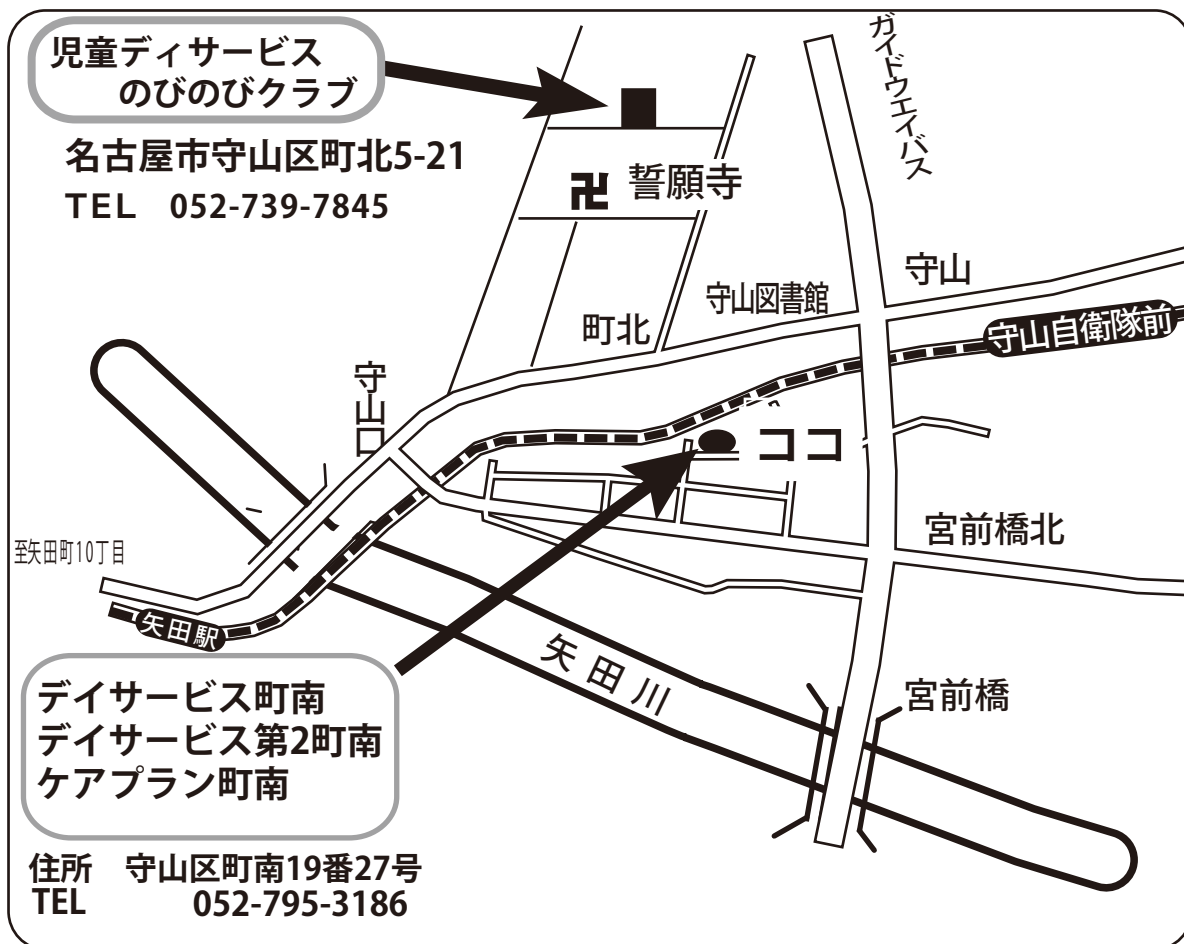 児童ディサービス
のびのびクラブ
名古屋市守山区町北5-21
TEL 052-739-7845
卍 誓願寺
ガイドウエイバス
守山
守山図書館
町北
守山自衛隊前
守山口
ココ
宮前橋北
至矢田町10丁目
矢田駅
矢田川
宮前橋
デイサービス町南
デイサービス第2町南
ケアプラン町南
住所 守山区町南19番27号
TEL 052-795-3186